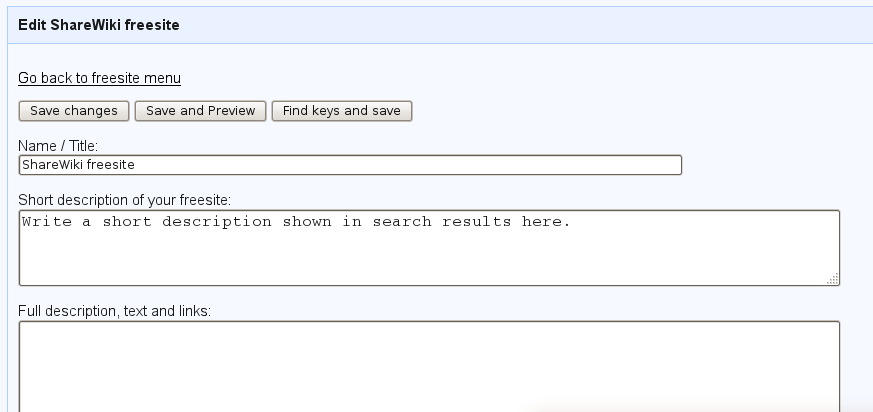 Edit ShareWiki freesite
Go back to freesite menu
Save changes Save and Preview Find keys and save
Name / Title:
ShareWiki freesite
Short description of your freesite:
Write a short description shown in search results here.
Full description, text and links: